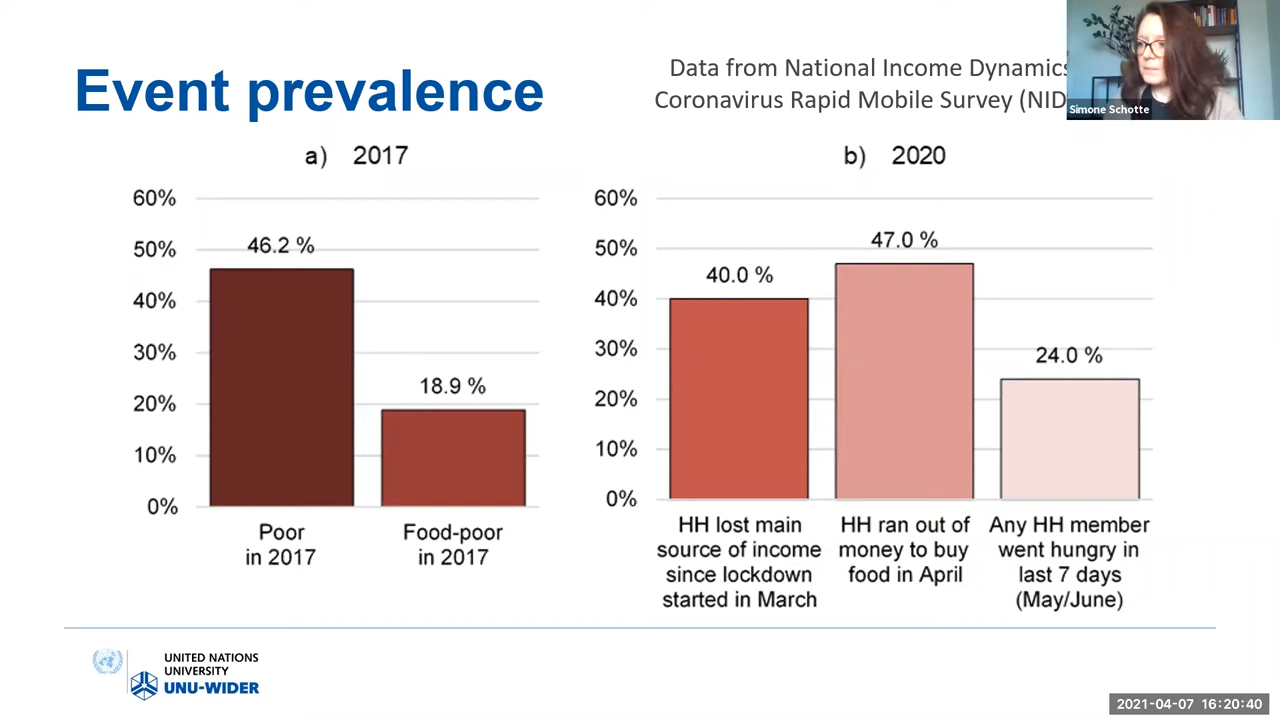 Event prevalence
Data from National Income Dynamics
Coronavirus Rapid Mobile Survey (NID
Simone Schotte
a) 2017
60%
50%
40%
30%
20%
10%
0%
46.2 %
18.9 %
Poor
in 2017
Food-poor
in 2017
b) 2020
60%
50%
40%
30%
20%
10%
0%
40.0 %
47.0 %
24.0 %
HH lost main
source of income
since lockdown
started in March
HH ran out of
money to buy
food in April
Any HH member
went hungry in
last 7 days
(May/June)
UNITED NATIONS
UNIVERSITY
UNU-WIDER
2021-04-07 16:20:40